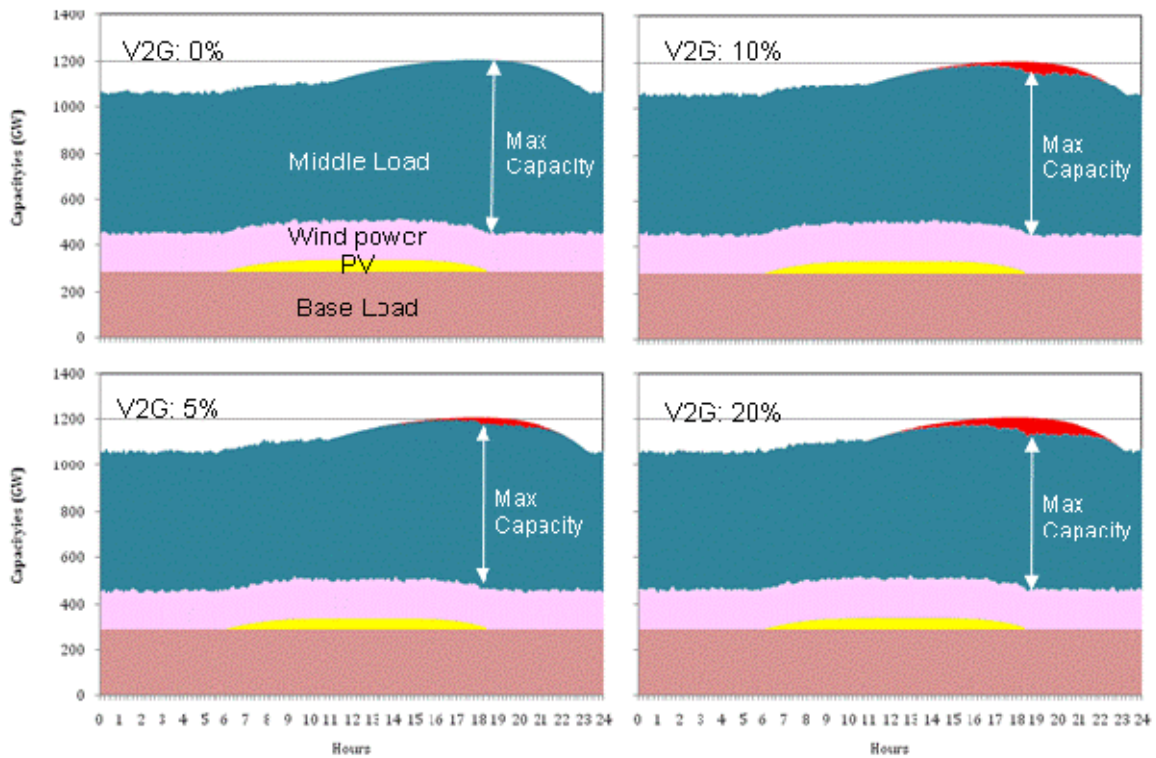 1400
V2G: 0%
1200
1000
800
600
400
200
0
Capacityies (GW)
Max
Capacity
Middle Load
Wind power
PV
Base Load
1400
V2G: 10%
1200
1000
800
600
400
200
0
Max
Capacity
1400
V2G: 5%
1200
1000
800
600
400
200
0
Capacityies (GW)
Max
Capacity
0 1 2 3 4 5 6 7 8 9 10 11 12 13 14 15 16 17 18 19 20 21 22 23 24
Hours
1400
V2G: 20%
1200
1000
800
600
400
200
0
Max
Capacity
0 1 2 3 4 5 6 7 8 9 10 11 12 13 14 15 16 17 18 19 20 21 22 23 24
Hours